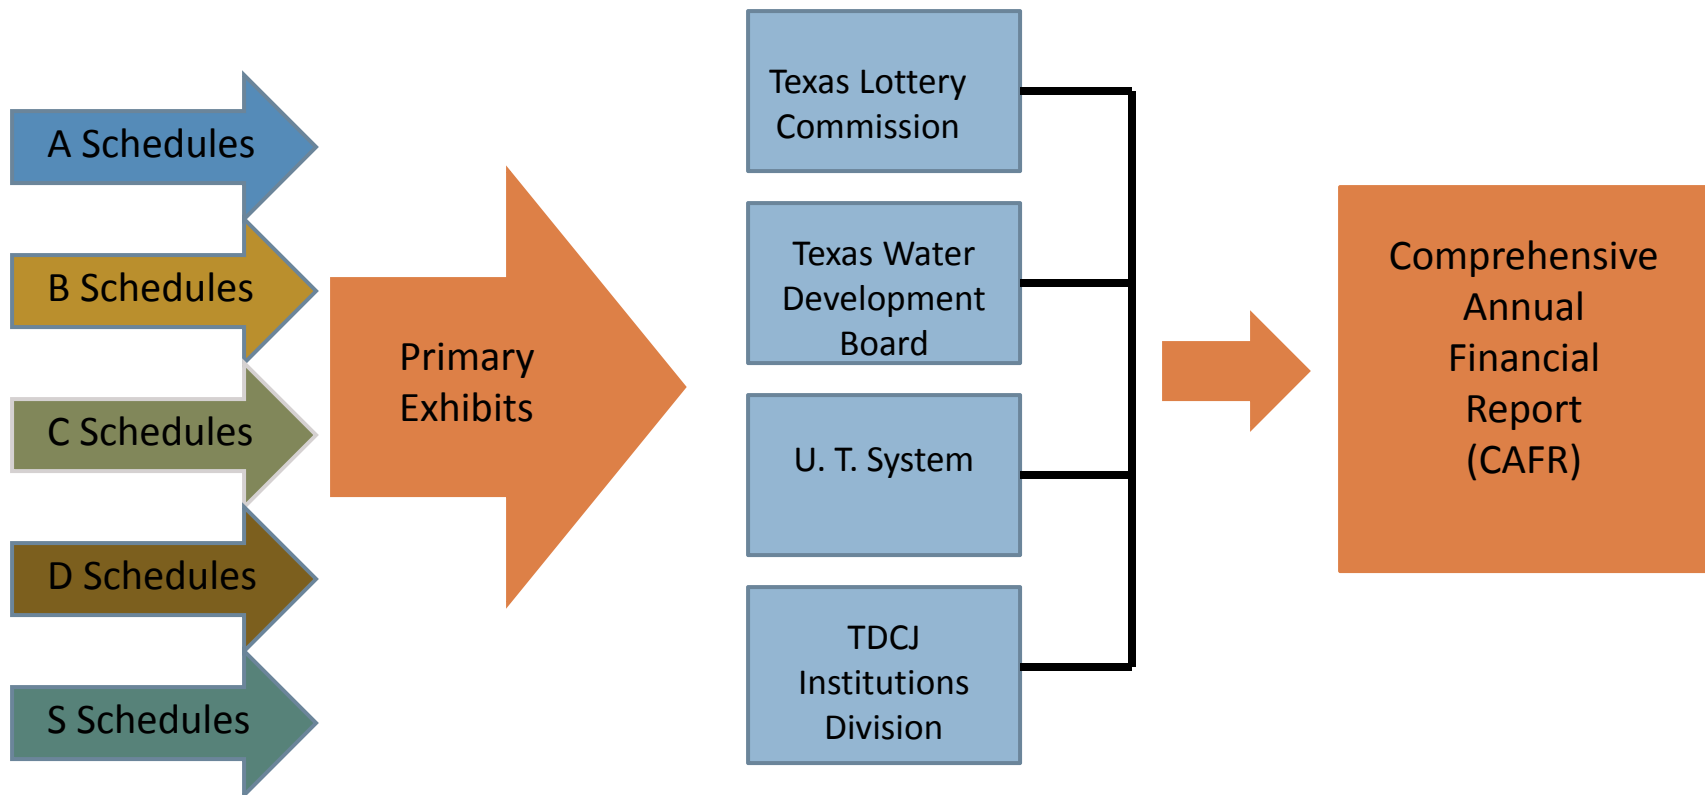 A Schedules
B Schedules
C Schedules
D Schedules
S Schedules
Primary
Exhibits
Texas Lottery
Commission
Texas Water
Development
Board
U. T. System
TDCJ
Institutions
Division
Comprehensive
Annual
Financial
Report
(CAFR)